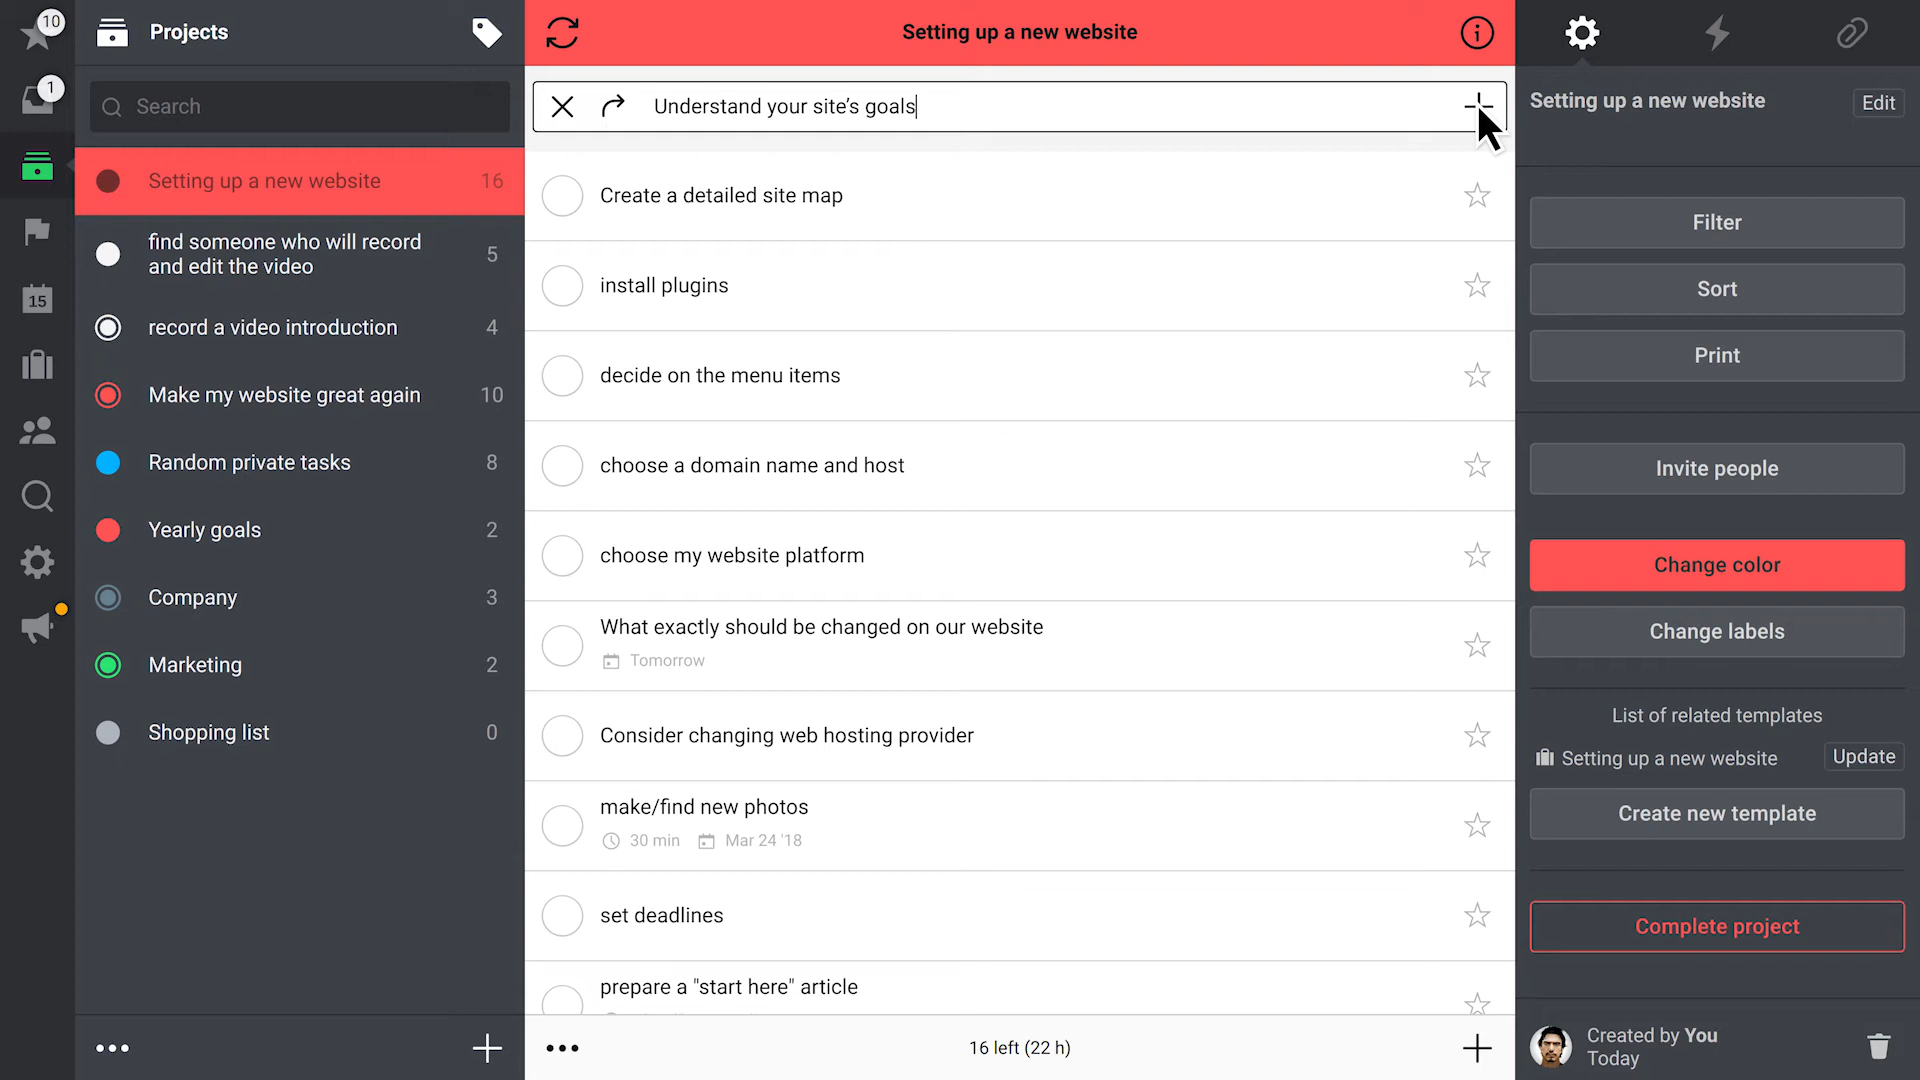 10
1
15
Projects
Search
Setting up a new website 16
find someone who will record
and edit the video
5
record a video introduction 4
Make my website great again 10
Random private tasks 8
Yearly goals 2
Company 3
Marketing 2
Shopping list 0
Setting up a new website
Understand your site’s goals
Create a detailed site map
install plugins
decide on the menu items
choose a domain name and host
choose my website platform
What exactly should be changed on our website
Tomorrow
Consider changing web hosting provider
make/find new photos
30 min Mar 24 '18
set deadlines
prepare a "start here" article
16 left (22 h)
Setting up a new website Edit
Filter
Sort
Print
Invite people
Change color
Change labels
List of related templates
Setting up a new website Update
Create new template
Complete project
Created by You
Today